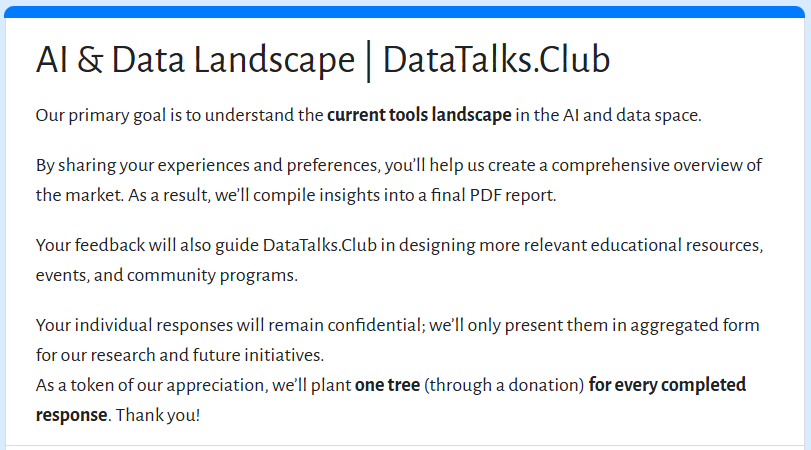 AI & Data Landscape | DataTalks.Club
Our primary goal is to understand the current tools landscape in the AI and data space.
By sharing your experiences and preferences, you’ll help us create a comprehensive overview of
the market. As a result, we’ll compile insights into a final PDF report.
Your feedback will also guide DataTalks.Club in designing more relevant educational resources,
events, and community programs.
Your individual responses will remain confidential; we’ll only present them in aggregated form
for our research and future initiatives.
As a token of our appreciation, we’ll plant one tree (through a donation) for every completed
response. Thank you!